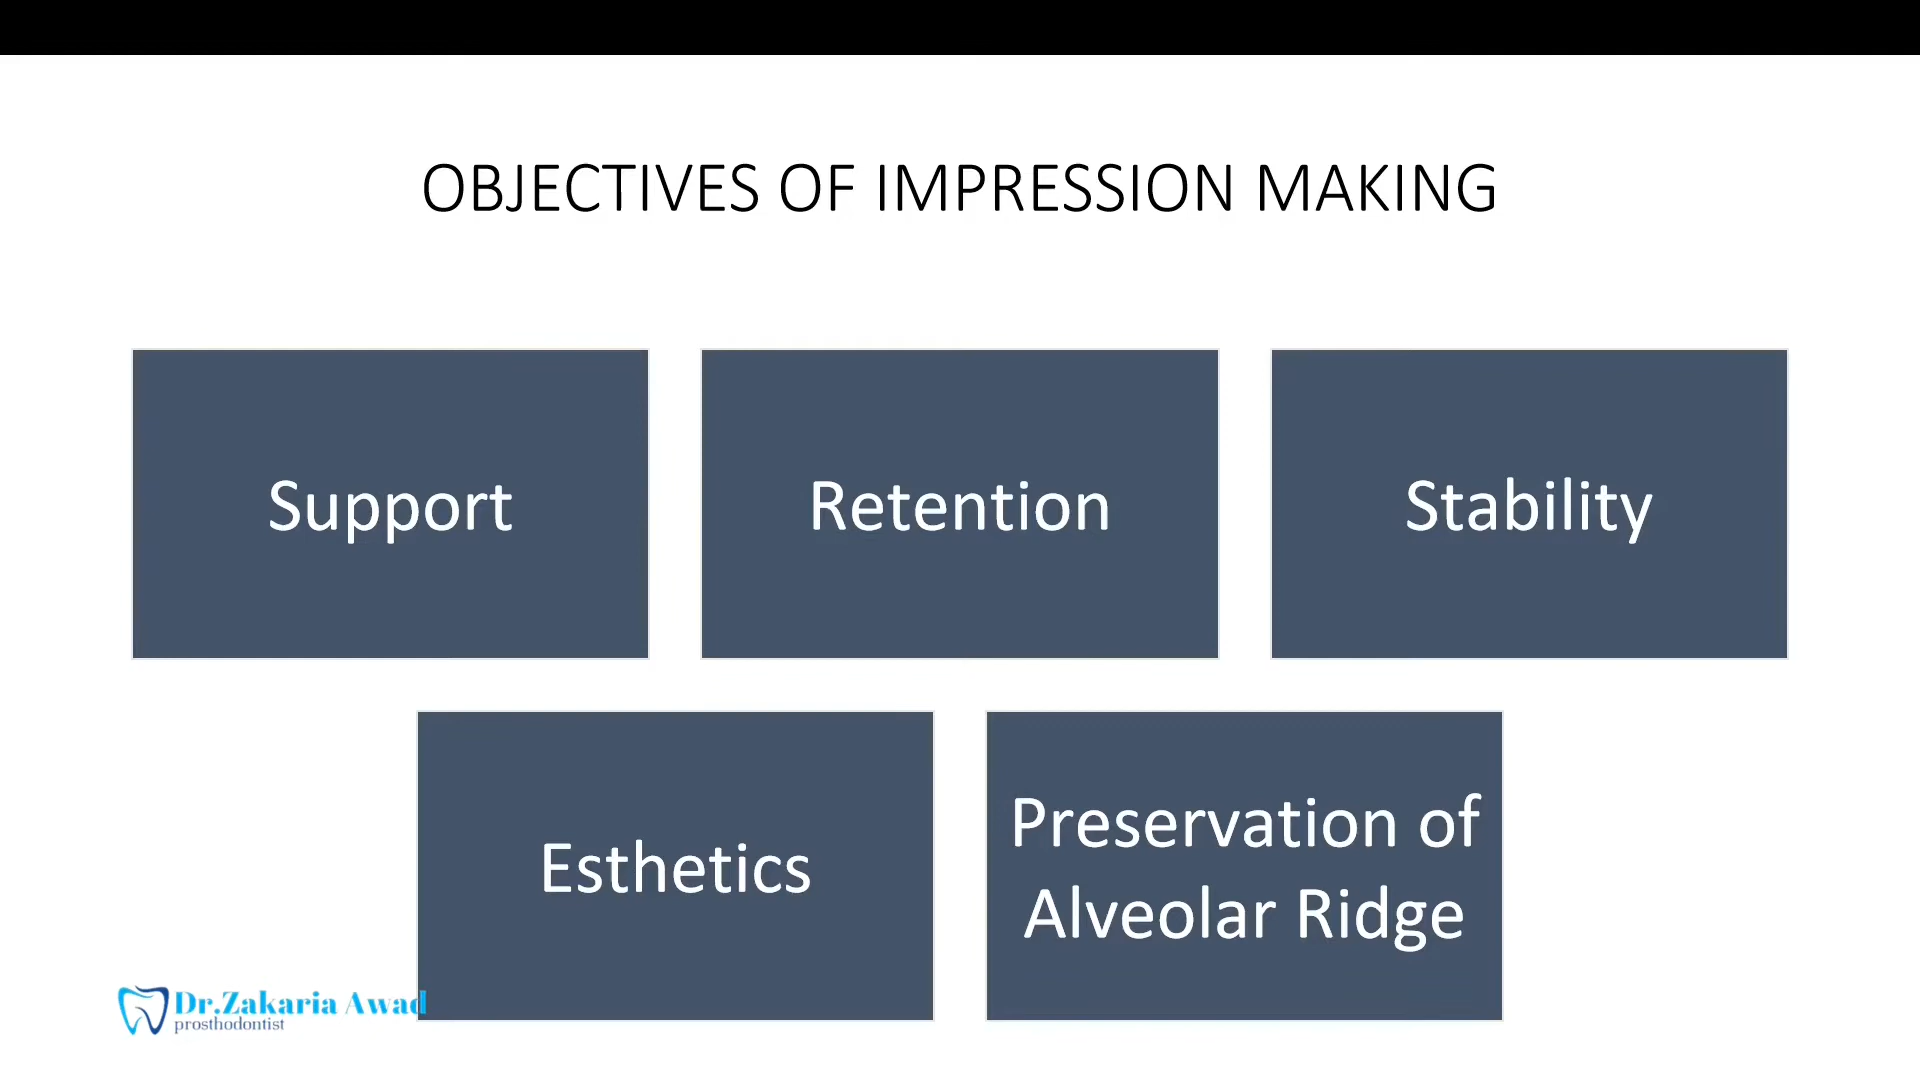 OBJECTIVES OF IMPRESSION MAKING
Support
Retention
Stability
Esthetics
Preservation of
Alveolar Ridge
Dr.Zakaria Awad
prosthodontist